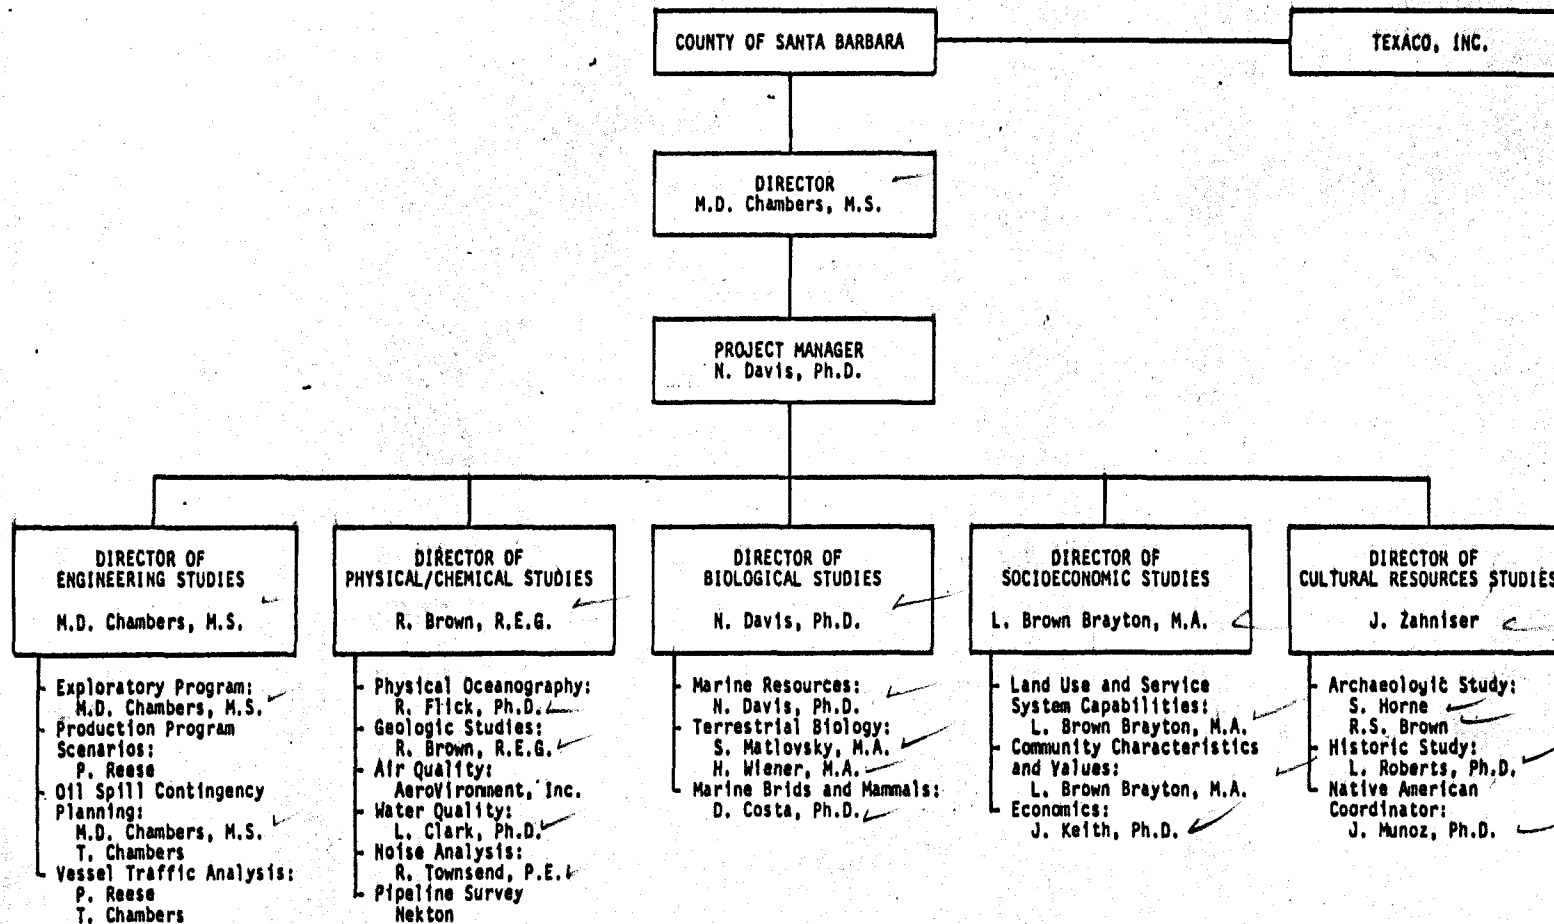 COUNTY OF SANTA BARBARA
TEXACO, INC.
DIRECTOR
M.D. Chambers, M.S.
PROJECT MANAGER
N. Davis, Ph.D.
DIRECTOR OF
ENGINEERING STUDIES
M.D. Chambers, M.S.
- Exploratory Program:
M.D. Chambers, M.S.
- Production Program
Scenarios:
P. Reese
- Oil Spill Contingency
Planning:
M.D. Chambers, M.S.
T. Chambers
- Vessel Traffic Analysis:
P. Reese
T. Chambers
DIRECTOR OF
PHYSICAL/CHEMICAL STUDIES
R. Brown, R.E.G.
- Physical Oceanography:
R. Flick, Ph.D.
- Geologic Studies:
R. Brown, R.E.G.
- Air Quality:
AeroVironment, Inc.
- Water Quality:
L. Clark, Ph.D.
- Noise Analysis:
R. Townsend, P.E.
- Pipeline Survey
Nekton
DIRECTOR OF
BIOLOGICAL STUDIES
N. Davis, Ph.D.
- Marine Resources:
N. Davis, Ph.D.
- Terrestrial Biology:
S. Matlovsky, M.A.
H. Wiener, M.A.
- Marine Brids and Mammals:
D. Costa, Ph.D.
DIRECTOR OF
SOCIOECONOMIC STUDIES
L. Brown Brayton, M.A.
- Land Use and Service
System Capabilities:
L. Brown Brayton, M.A.
- Community Characteristics
and Values:
L. Brown Brayton, M.A.
- Economics:
J. Keith, Ph.D.
DIRECTOR OF
CULTURAL RESOURCES STUDIES
J. Zahniser
- Archaeologic Study:
S. Horne
R.S. Brown
- Historic Study:
L. Roberts, Ph.D.
- Native American
Coordinator:
J. Munoz, Ph.D.